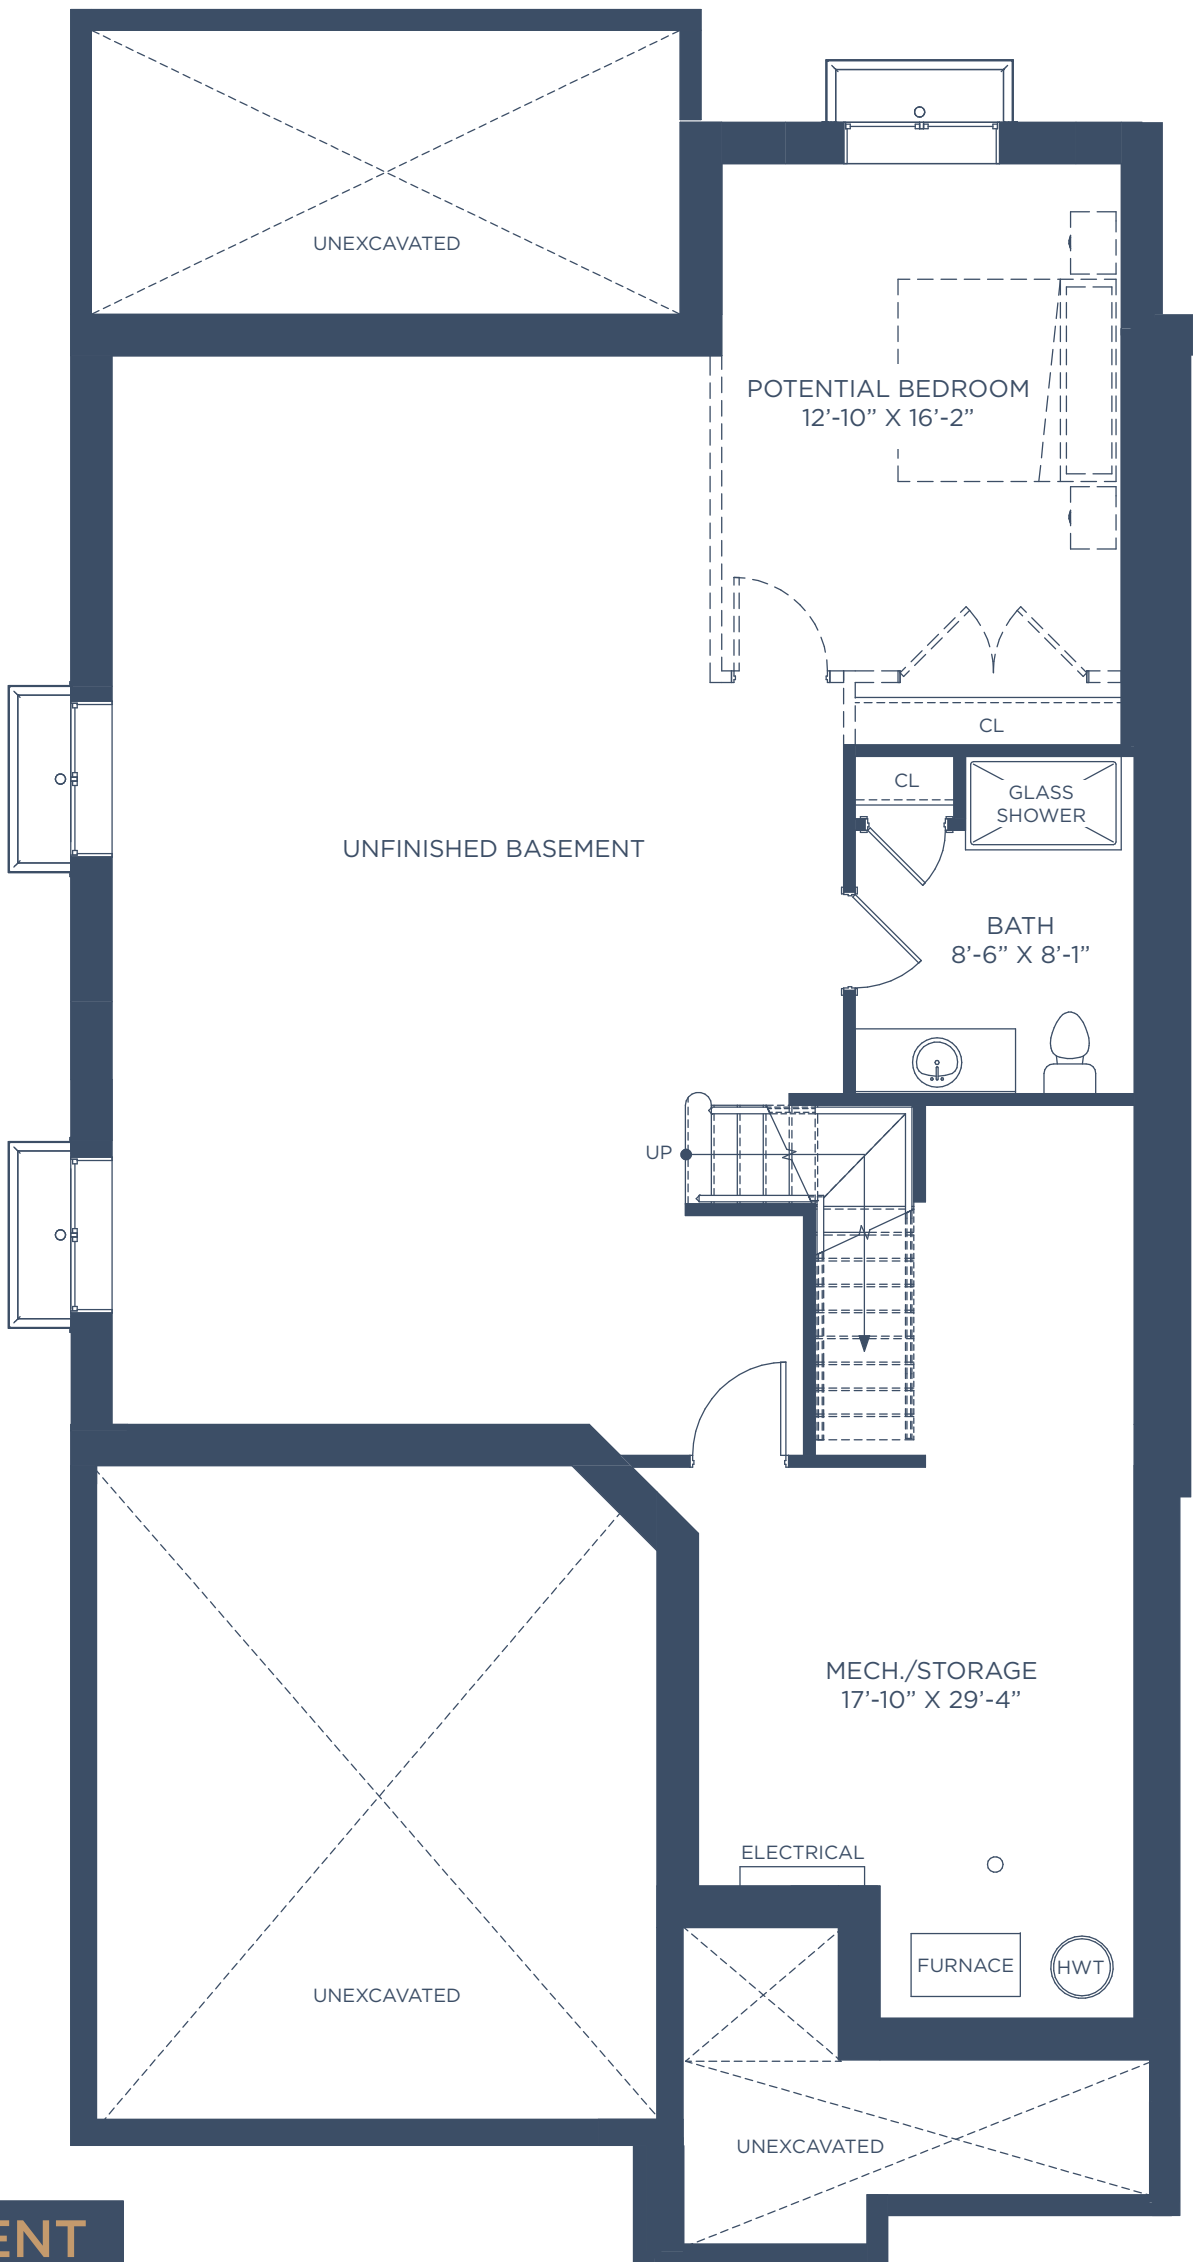 UNEXCAVATED
POTENTIAL BEDROOM
12’-10” X 16’-2”
CL
CL
GLASS
SHOWER
UNFINISHED BASEMENT
BATH
8’-6” X 8’-1”
UP
MECH./STORAGE
17’-10” X 29’-4”
ELECTRICAL
FURNACE
HWT
UNEXCAVATED
UNEXCAVATED
ENT